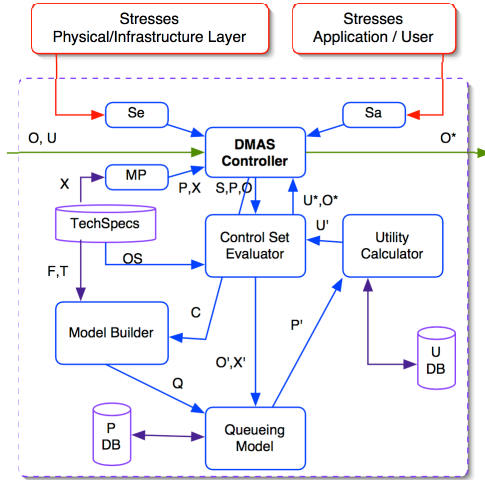 Stresses
Physical/Infrastructure Layer
Stresses
Application / User
Se
Sa
O, U
DMAS
Controller
O*
X
MP
P,X
S,P,O
U*,O*
TechSpecs
U'
Control Set
Evaluator
Utility
Calculator
OS
F,T
C
P'
Model Builder
O',X'
U
DB
Q
P
DB
Queueing
Model